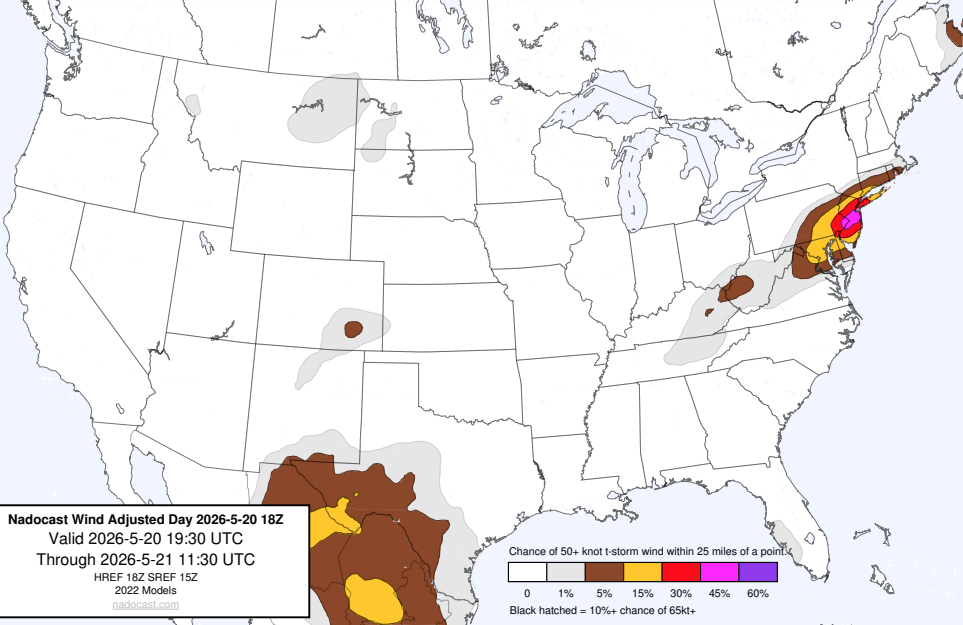 Nadocast Wind Adjusted Day 2026-5-20 18Z
Valid 2026-5-20 19:30 UTC
Through 2026-5-21 11:30 UTC
HREF 18Z SREF 15Z
2022 Models
nadocast.com
Chance of 50+ knot t-storm wind within 25 miles of a point.
0 1% 5% 15% 30% 45% 60%
Black hatched = 10%+ chance of 65kt+